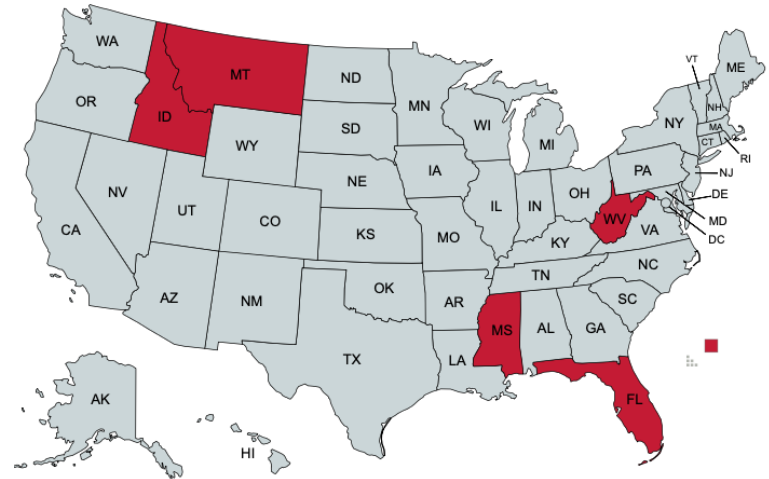 WA
MT
ND
MN
VT
ME
OR
ID
SD
WI
MI
NY
NH
MA
CT
RI
WY
IA
PA
NJ
NV
UT
NE
IL
IN
OH
DE
MD
DC
CA
CO
KS
MO
KY
WV
VA
AZ
NM
OK
AR
TN
NC
SC
TX
LA
MS
AL
GA
FL
AK
HI